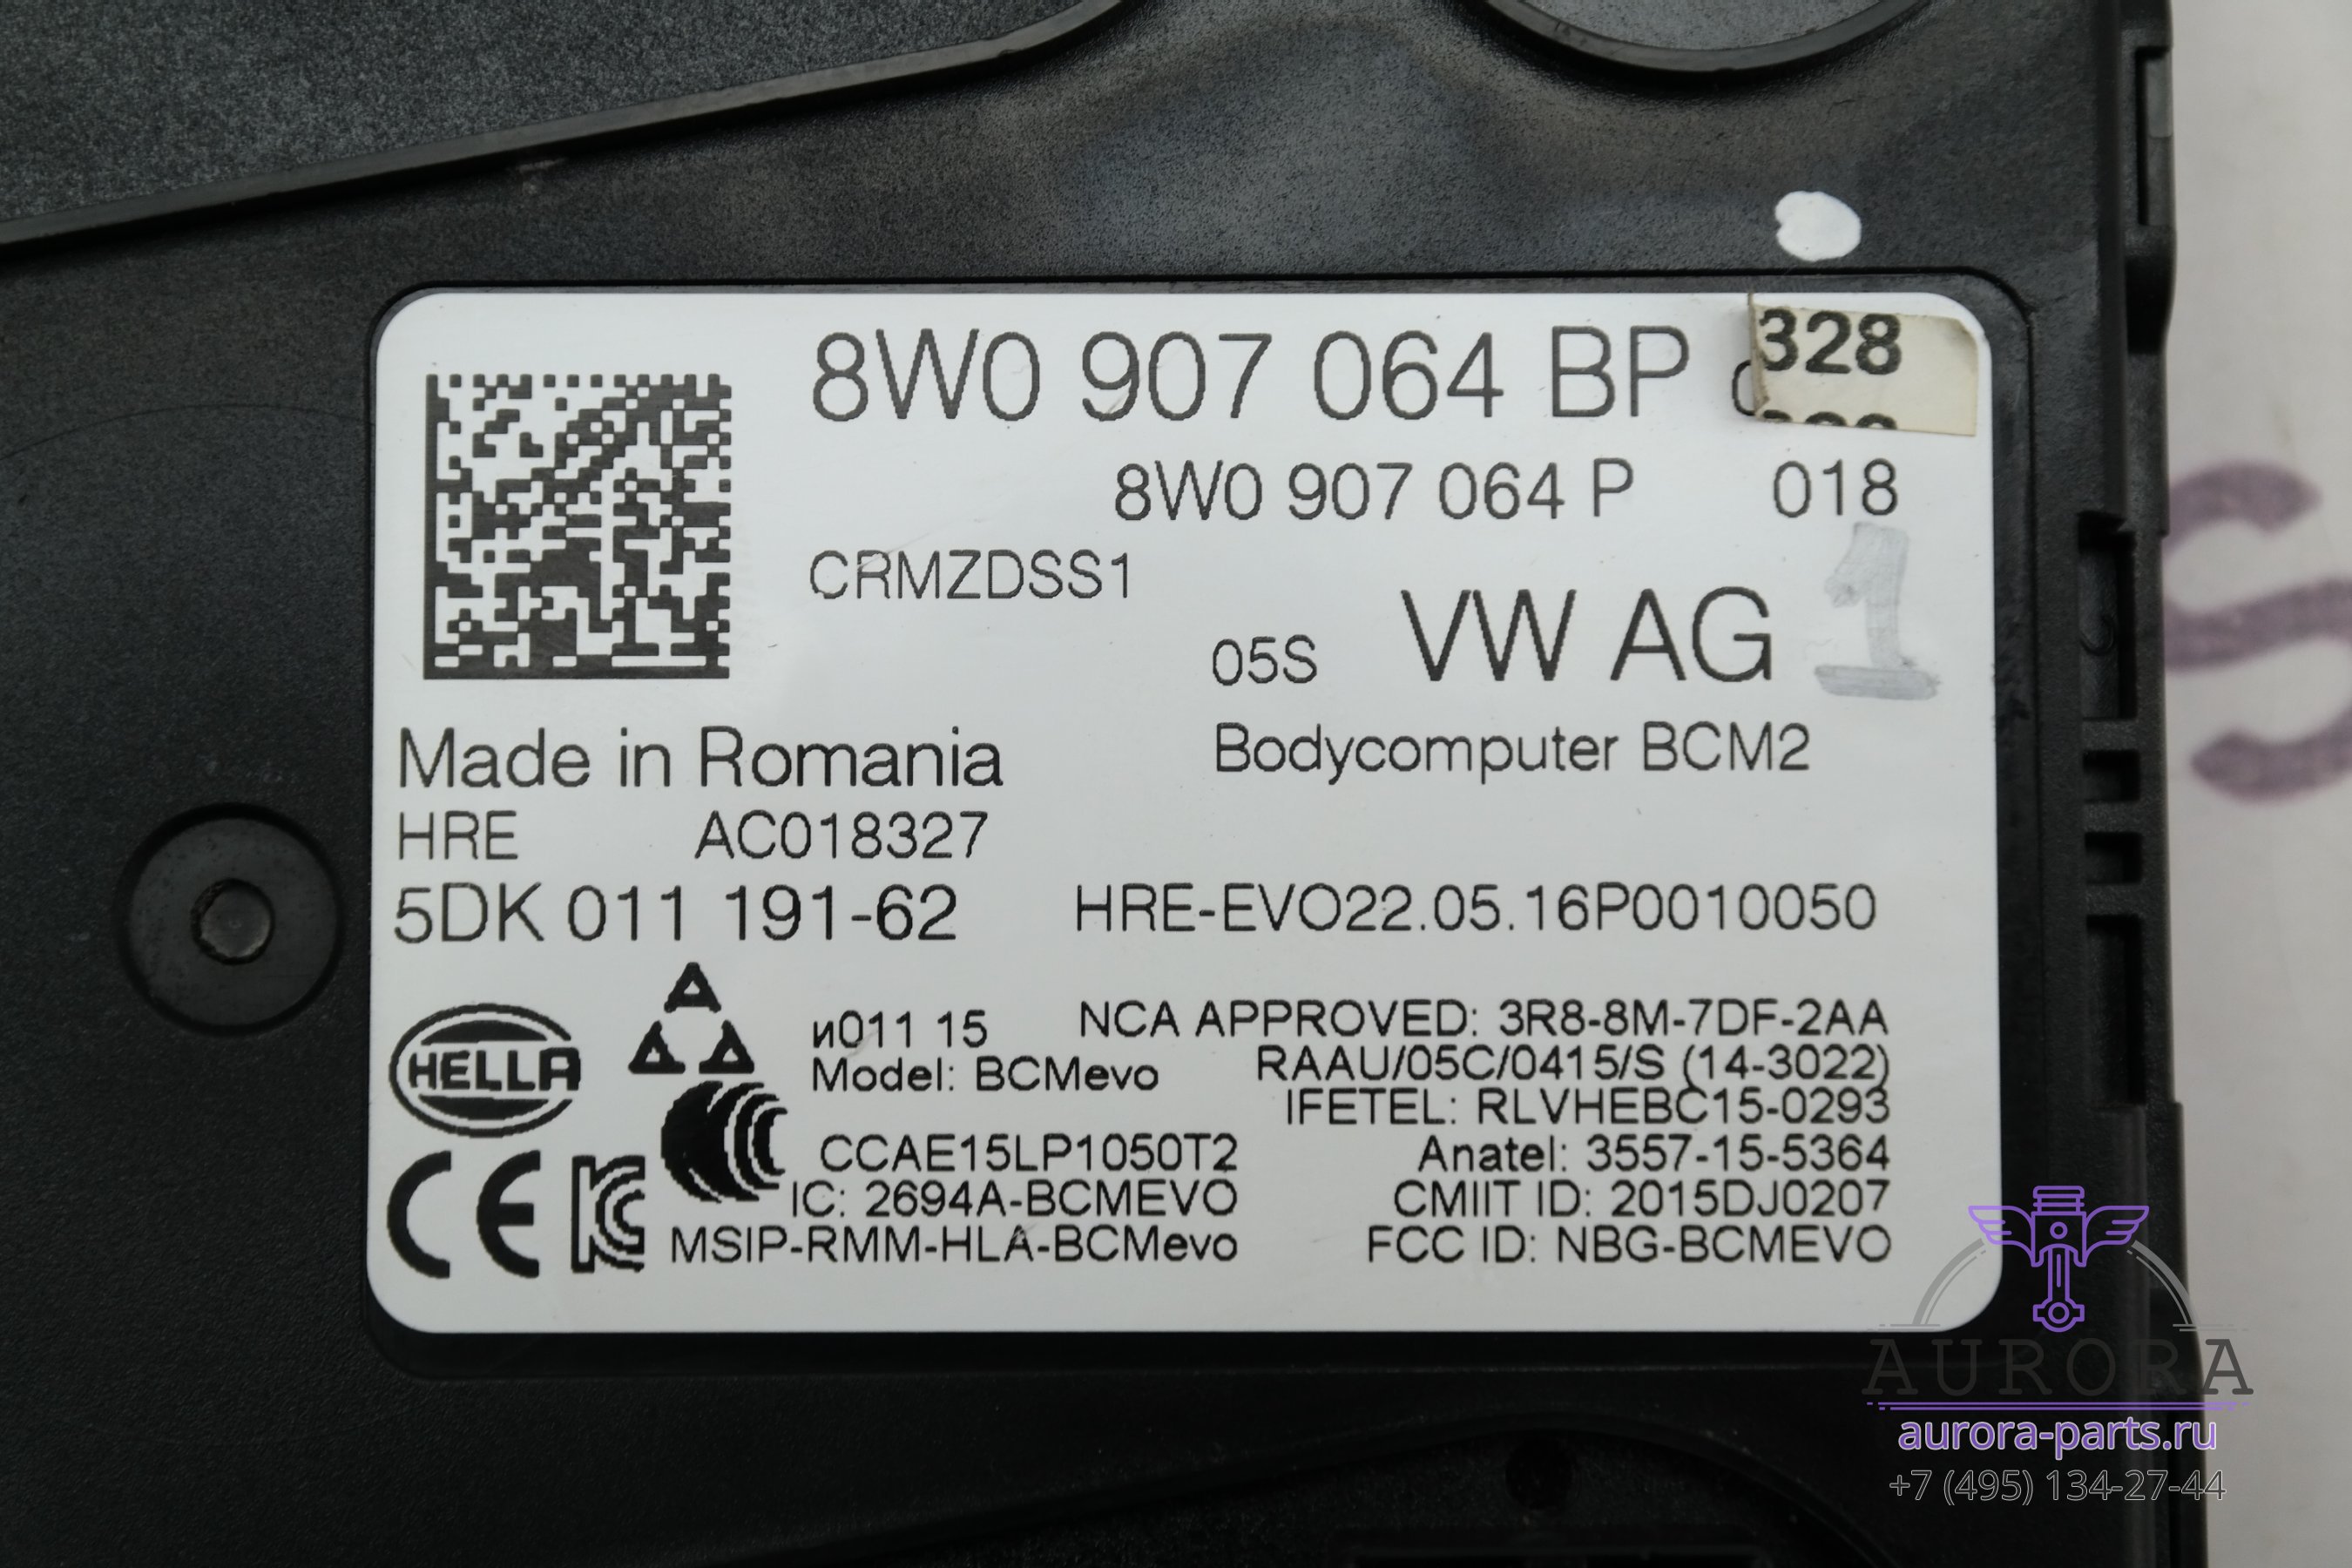 328
8W0 907 064 BP
8W0 907 064 P 018
CRMZDSS1
1
05S VW AG
Made in Romania
Bodycomputer BCM2
HRE AC018327
5DK 011 191-62
HRE-EVO22.05.16P0010050
HELLA
и011 15
Model: BCMevo
NCA APPROVED: 3R8-8M-7DF-2AA
RAAU/05C/0415/S (14-3022)
IFETEL: RLVHEBC15-0293
CCAE15LP1050T2
Anatel: 3557-15-5364
IC: 2694A-BCMEVO
CMIIT ID: 2015DJ0207
CE
MSIP-RMM-HLA-BCMevo
FCC ID: NBG-BCMEVO
S
AURORA
aurora-parts.ru
+7 (495) 134-27-44